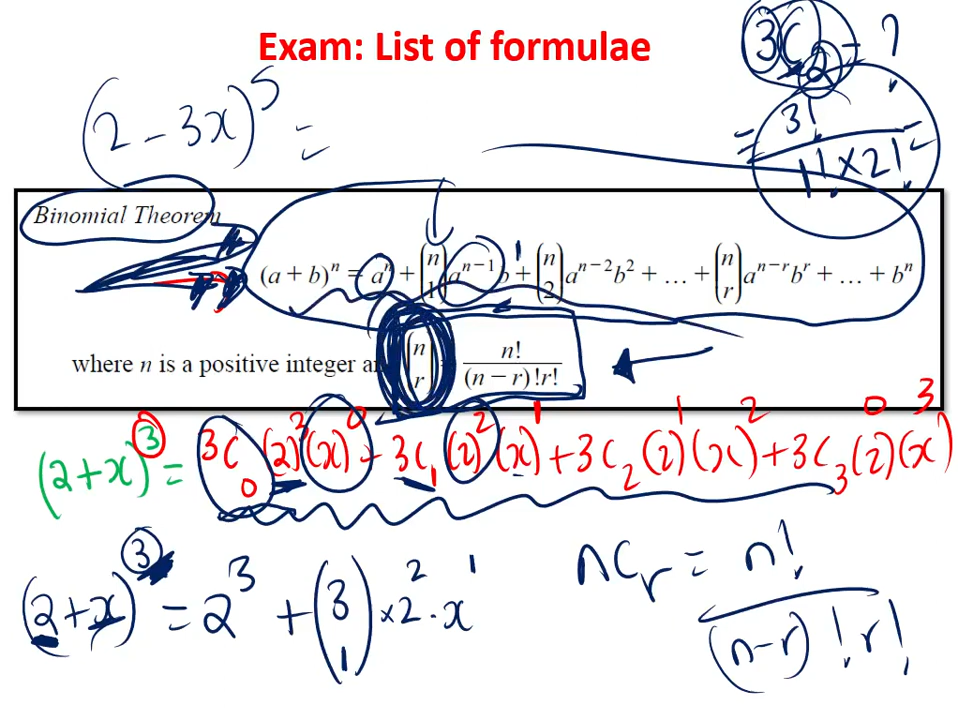 Exam: List of formulae
3C2 = ?
= 3! / 1! × 2! =
(2 - 3x)^5 =
Binomial Theorem
(a + b)^n = a^n + (n 1) a^(n-1) b^1 + (n 2) a^(n-2) b^2 + … + (n r) a^(n-r) b^r + … + b^n
where n is a positive integer an (n r) = n! / (n - r)!r!
(2+x)^3 = 3C0 (2)^3 (x)^0 + 3C1 (2)^2 (x)^1 + 3C2 (2)^1 (x)^2 + 3C3 (2)^0 (x)^3
(2+x)^3 = 2^3 + (3 1) × 2^2 · x^1
nCr = n! / (n-r)! r!